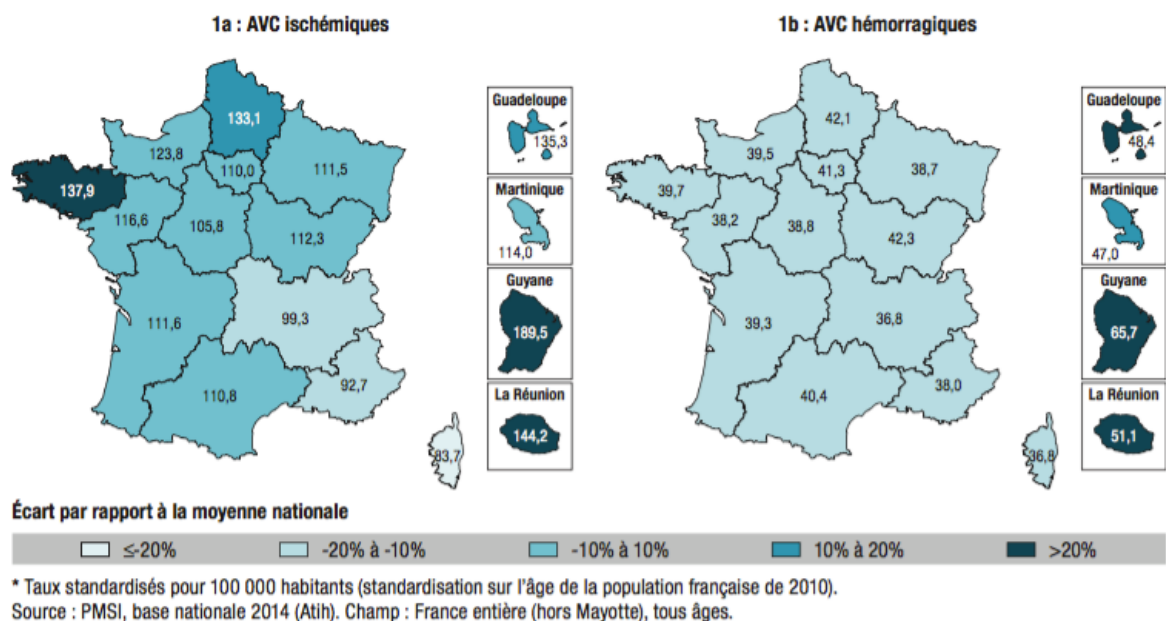 1a : AVC ischémiques
133,1
123,8
110,0
111,5
137,9
116,6
105,8
112,3
111,6
99,3
110,8
92,7
83,7
Guadeloupe
135,3
Martinique
114,0
Guyane
189,5
La Réunion
144,2
1b : AVC hémorragiques
42,1
39,5
41,3
38,7
39,7
38,2
38,8
42,3
39,3
36,8
40,4
38,0
36,8
Guadeloupe
48,4
Martinique
47,0
Guyane
65,7
La Réunion
51,1
Écart par rapport à la moyenne nationale
≤-20% -20% à -10% -10% à 10% 10% à 20% >20%
* Taux standardisés pour 100 000 habitants (standardisation sur l’âge de la population française de 2010).
Source : PMSI, base nationale 2014 (Atih). Champ : France entière (hors Mayotte), tous âges.